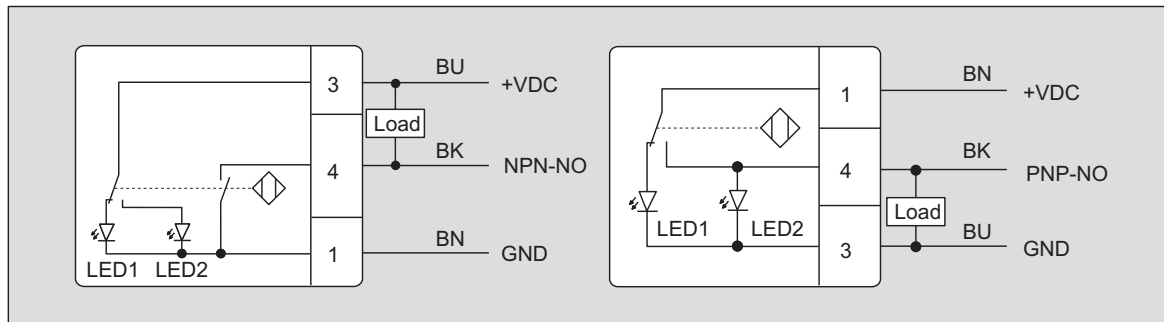 3 BU +VDC
Load
4 BK NPN-NO
1 BN GND
LED1 LED2
1 BN +VDC
4 BK PNP-NO
LED1 LED2
Load
3 BU GND